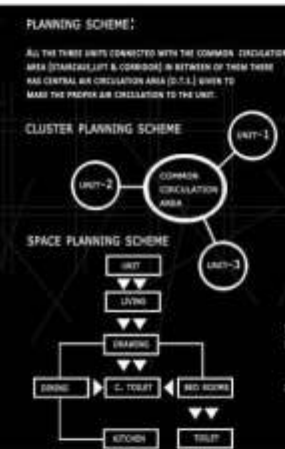 PLANNING SCHEME:
ALL THE THREE UNITS CONNECTED WITH THE COMMON CIRCULATION
AREA (STAIRCASE,LIFT & CORRIDOR) IN BETWEEN OF THEM THERE
HAS CENTRAL AIR CIRCULATION AREA (O.T.S.) GIVEN TO
MAKE THE PROPER AIR CIRCULATION TO THE UNIT.
CLUSTER PLANNING SCHEME
UNIT-1
UNIT-2
COMMON
CIRCULATION
AREA
UNIT-3
SPACE PLANNING SCHEME
UNIT
LIVING
DRAWING
DINING
C. TOILET
BED ROOMS
KITCHEN
TOILET